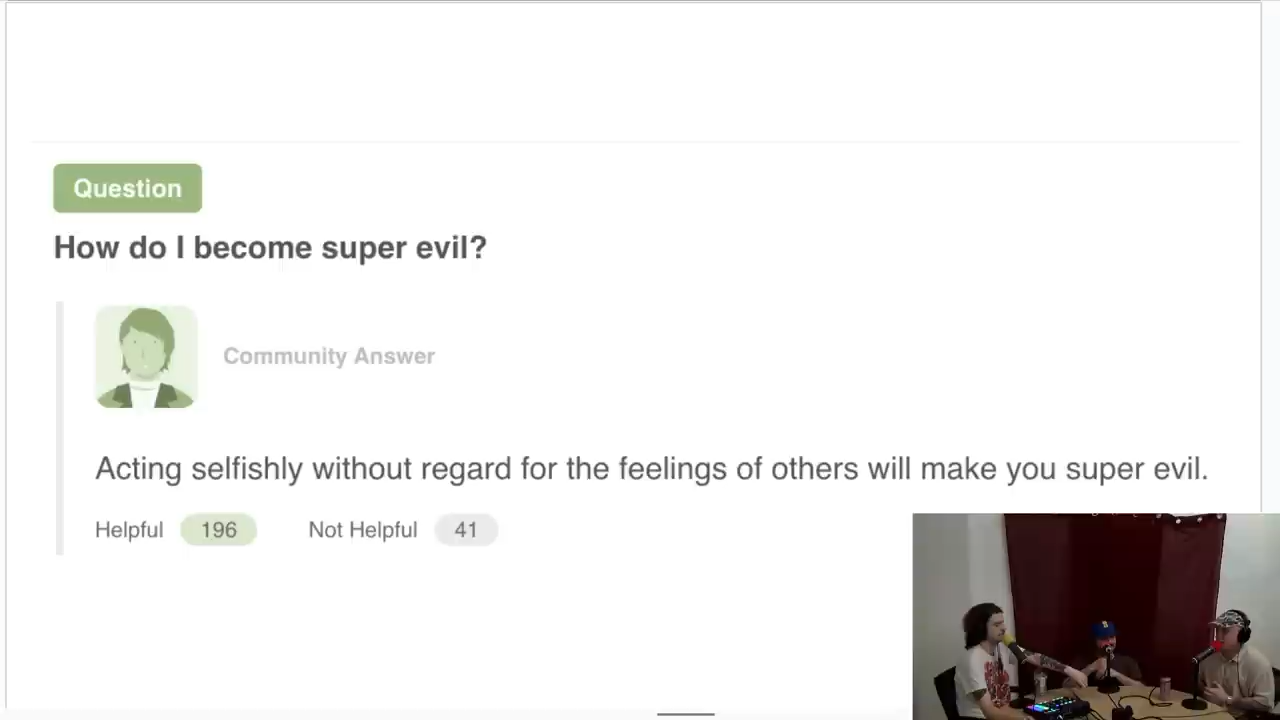 Question
How do I become super evil?
Community Answer
Acting selfishly without regard for the feelings of others will make you super evil.
Helpful 196 Not Helpful 41